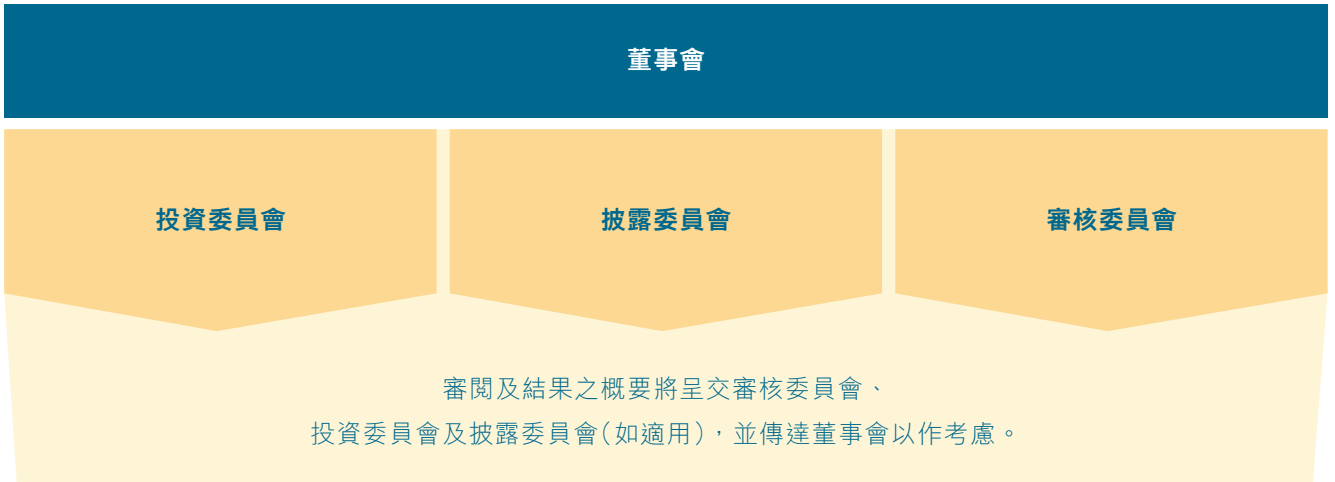 董事會
投資委員會
披露委員會
審核委員會
審閱及結果之概要將呈交審核委員會、
投資委員會及披露委員會(如適用)，並傳達董事會以作考慮。